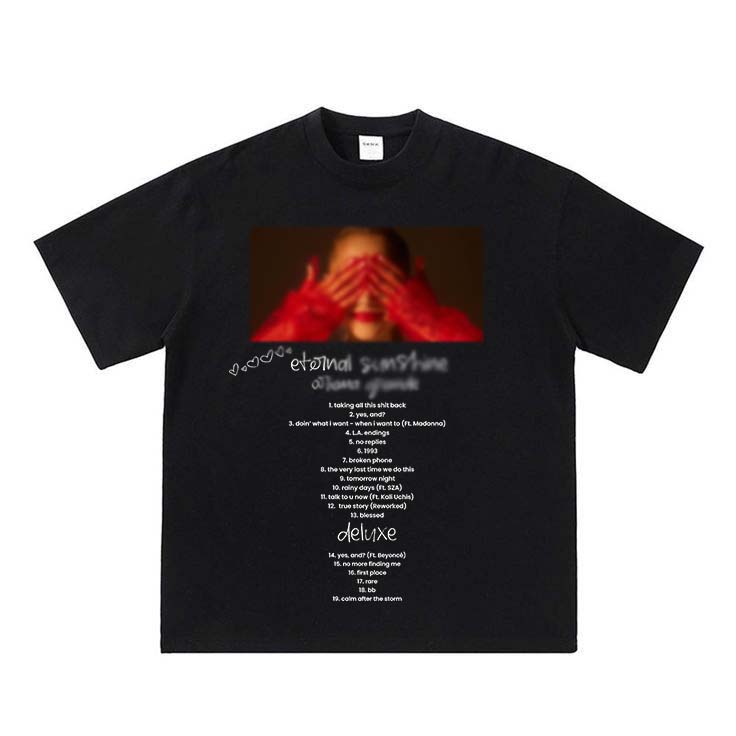 eternal sunshine
ariana grande
1. taking all this shit back
2. yes, and?
3. doin' what i want - when i want to (Ft. Madonna)
4. L.A. endings
5. no replies
6. 1993
7. broken phone
8. the very last time we do this
9. tomorrow night
10. rainy days (Ft. SZA)
11. talk to u now (Ft. Kali Uchis)
12. true story (Reworked)
13. blessed
deluxe
14. yes, and? (Ft. Beyoncé)
15. no more finding me
16. first place
17. rare
18. bb
19. calm after the storm